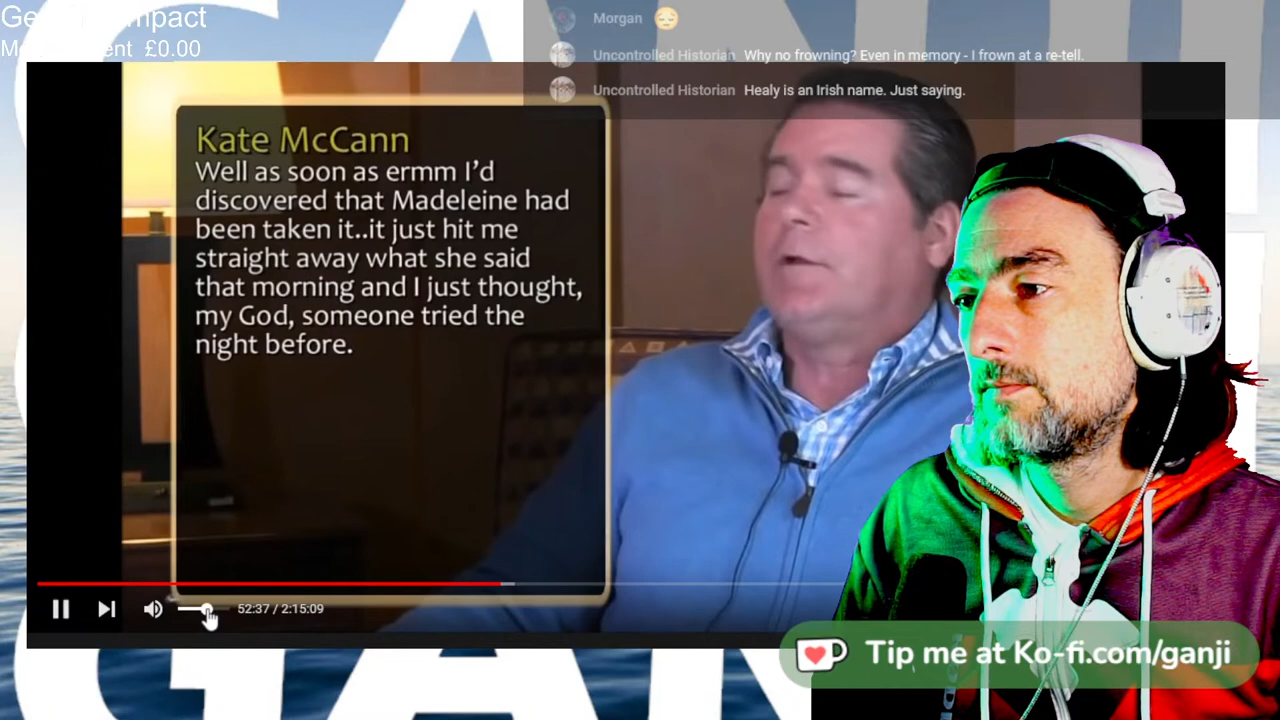 Morgan
Uncontrolled Historian Why no frowning? Even in memory - I frown at a re-tell.
Uncontrolled Historian Healy is an Irish name. Just saying.
£0.00
Kate McCann
Well as soon as ermm I'd
discovered that Madeleine had
been taken it..it just hit me
straight away what she said
that morning and I just thought,
my God, someone tried the
night before.
52:37 / 2:15:09
Tip me at Ko-fi.com/ganji